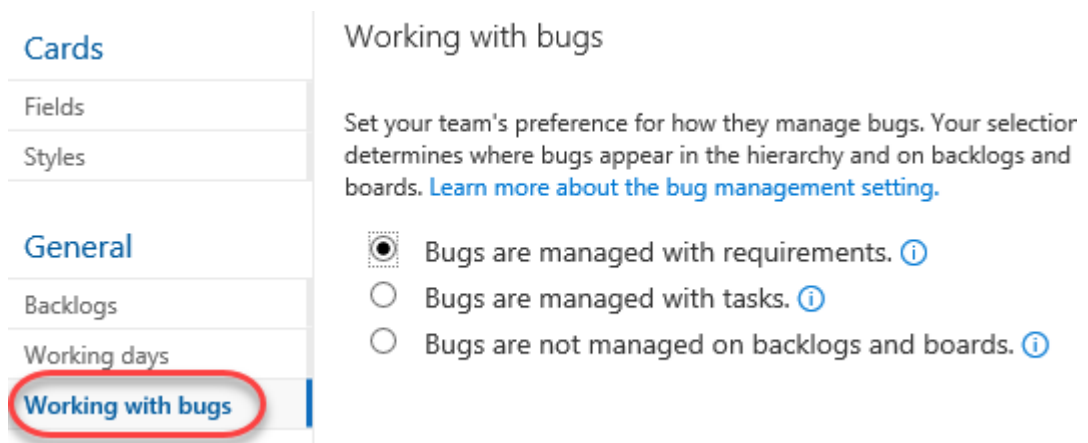 Cards
Fields
Styles
General
Backlogs
Working days
Working with bugs
Working with bugs
Set your team's preference for how they manage bugs. Your selection
determines where bugs appear in the hierarchy and on backlogs and
boards. Learn more about the bug management setting.
Bugs are managed with requirements.
Bugs are managed with tasks.
Bugs are not managed on backlogs and boards.